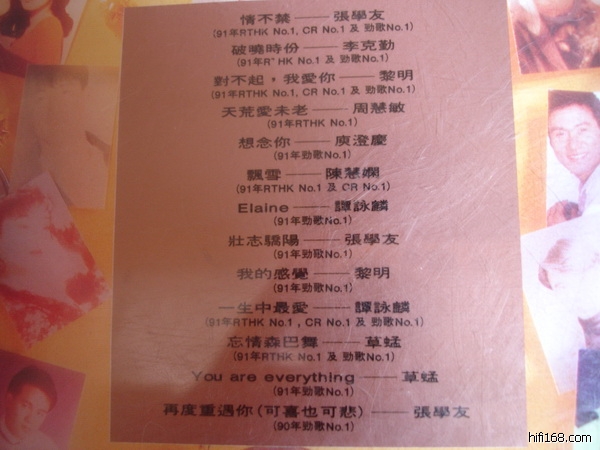 情不禁——張學友
(91年RTHK No.1, CR No.1 及 勁歌No.1)
破曉時份——李克勤
(91年R HK No.1 及 勁歌No.1)
對不起，我愛你——黎明
(91年RTHK No.1, CR No.1 及 勁歌No.1)
天荒愛未老——周慧敏
(91年RTHK No.1)
想念你——庾澄慶
(91年勁歌No.1)
飄雪——陳慧嫻
(91年RTHK No.1 及 CR No.1)
Elaine——譚詠麟
(91年勁歌No.1)
壯志驕陽——張學友
(91年勁歌No.1)
我的感覺——黎明
(91年勁歌No.1)
一生中最愛——譚詠麟
(91年RTHK No.1 , CR No.1 及 勁歌No.1)
忘情森巴舞——草蜢
(91年RTHK No.1 及 勁歌No.1)
You are everything——草蜢
(91年勁歌No.1)
再度重遇你(可喜也可悲)——張學友
(90年勁歌No.1)
hifi168.com